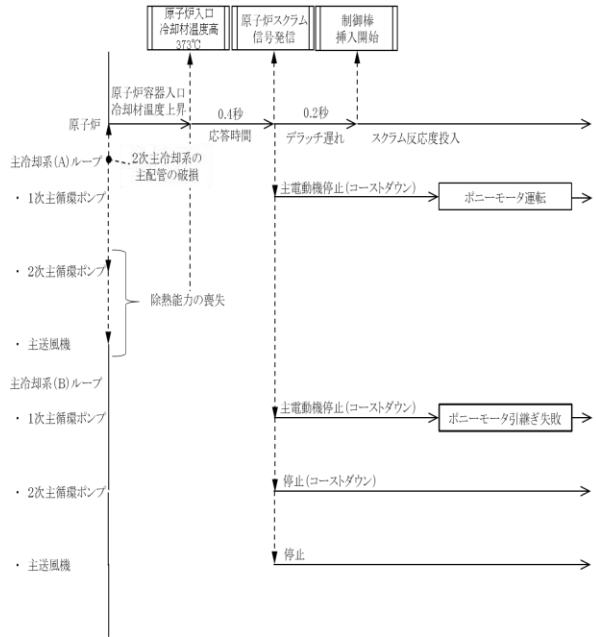 原子炉入口
冷却材温度高
373℃
原子炉スクラム
信号発信
制御棒
挿入開始
原子炉容器入口
冷却材温度上昇
0.4秒
0.2秒
原子炉
応答時間
デラッチ遅れ
スクラム反応度投入
主冷却系(A)ループ
2次主冷却系の
主配管の破損
・ 1次主循環ポンプ
主電動機停止(コーストダウン)
ポニーモータ運転
・ 2次主循環ポンプ
除熱能力の喪失
・ 主送風機
主冷却系(B)ループ
・ 1次主循環ポンプ
主電動機停止(コーストダウン)
ポニーモータ引継ぎ失敗
・ 2次主循環ポンプ
停止(コーストダウン)
・ 主送風機
停止